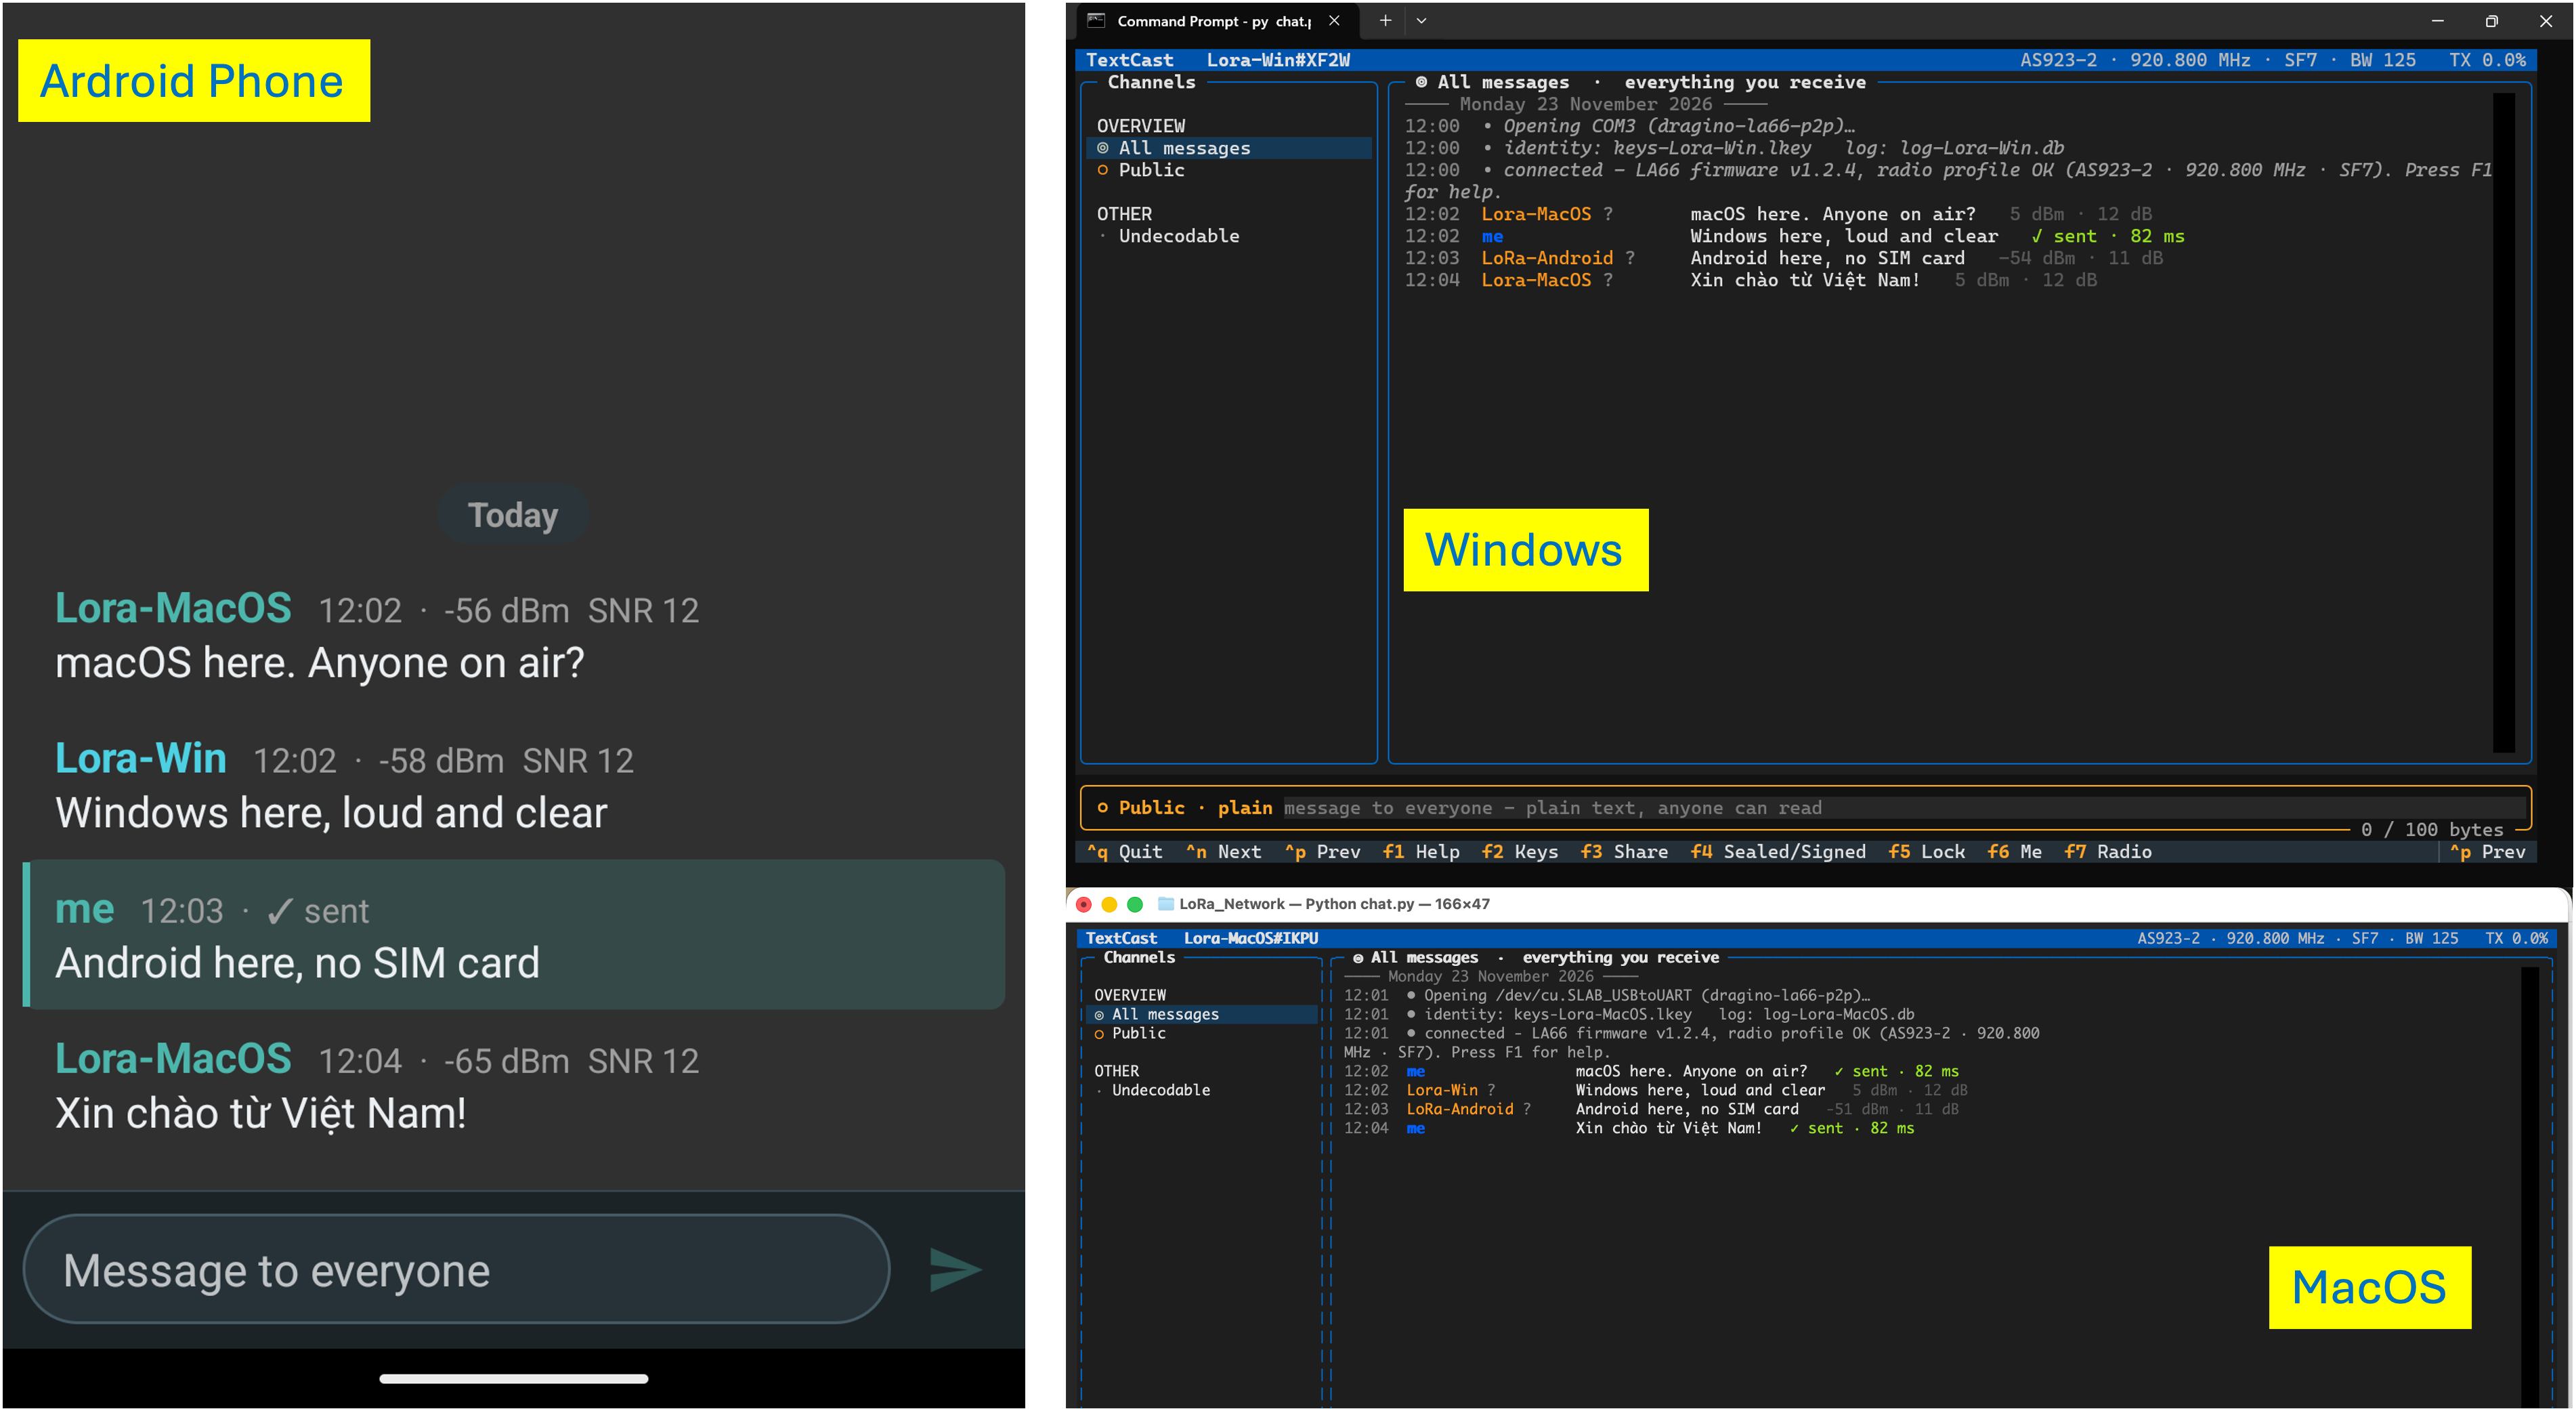 Ardroid Phone
Today
Lora-MacOS 12:02 · -56 dBm SNR 12
macOS here. Anyone on air?
Lora-Win 12:02 · -58 dBm SNR 12
Windows here, loud and clear
me 12:03 · ✓ sent
Android here, no SIM card
Lora-MacOS 12:04 · -65 dBm SNR 12
Xin chào từ Việt Nam!
Message to everyone
Command Prompt - py chat.p
TextCast Lora-Win#XF2W AS923-2 · 920.800 MHz · SF7 · BW 125 TX 0.0%
Channels
OVERVIEW
◎ All messages
○ Public
OTHER
· Undecodable
◎ All messages · everything you receive
Monday 23 November 2026
12:00 • Opening COM3 (dragino-la66-p2p)…
12:00 • identity: keys-Lora-Win.lkey log: log-Lora-Win.db
12:00 • connected — LA66 firmware v1.2.4, radio profile OK (AS923-2 · 920.800 MHz · SF7). Press F1
for help.
12:02 Lora-MacOS ? macOS here. Anyone on air? 5 dBm · 12 dB
12:02 me Windows here, loud and clear √ sent · 82 ms
12:03 LoRa-Android ? Android here, no SIM card -54 dBm · 11 dB
12:04 Lora-MacOS ? Xin chào từ Việt Nam! 5 dBm · 12 dB
Windows
○ Public · plain message to everyone — plain text, anyone can read
0 / 100 bytes
^q Quit ^n Next ^p Prev f1 Help f2 Keys f3 Share f4 Sealed/Signed f5 Lock f6 Me f7 Radio ^p Prev
LoRa_Network — Python chat.py — 166×47
TextCast Lora-MacOS#IKPU AS923-2 · 920.800 MHz · SF7 · BW 125 TX 0.0%
Channels
OVERVIEW
◎ All messages
○ Public
OTHER
· Undecodable
◎ All messages · everything you receive
Monday 23 November 2026
12:01 • Opening /dev/cu.SLAB_USBtoUART (dragino-la66-p2p)…
12:01 • identity: keys-Lora-MacOS.lkey log: log-Lora-MacOS.db
12:01 • connected — LA66 firmware v1.2.4, radio profile OK (AS923-2 · 920.800
MHz · SF7). Press F1 for help.
12:02 me macOS here. Anyone on air? ✓ sent · 82 ms
12:02 Lora-Win ? Windows here, loud and clear 5 dBm · 12 dB
12:03 LoRa-Android ? Android here, no SIM card -51 dBm · 11 dB
12:04 me Xin chào từ Việt Nam! ✓ sent · 82 ms
MacOS